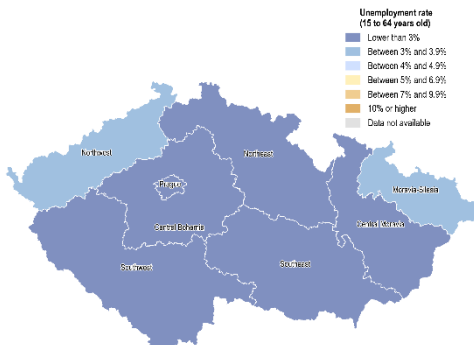 Unemployment rate
(15 to 64 years old)
Lower than 3%
Between 3% and 3.9%
Between 4% and 4.9%
Between 5% and 6.9%
Between 7% and 9.9%
10% or higher
Data not available
Northwest
Northeast
Prague
Moravia-Silesia
Central Bohemia
Central Moravia
Southwest
Southeast